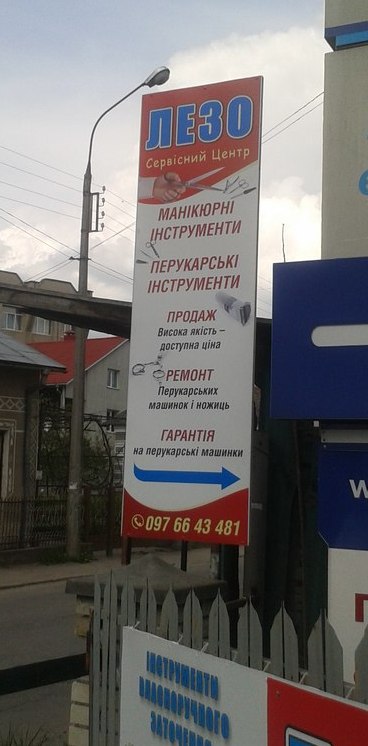 ЛЕЗО
Сервісний Центр
МАНІКЮРНІ
ІНСТРУМЕНТИ
ПЕРУКАРСЬКІ
ІНСТРУМЕНТИ
ПРОДАЖ
Висока якість –
доступна ціна
РЕМОНТ
Перукарських
машинок і ножиць
ГАРАНТІЯ
на перукарські машинки
097 66 43 481
ІНСТРУМЕНТИ